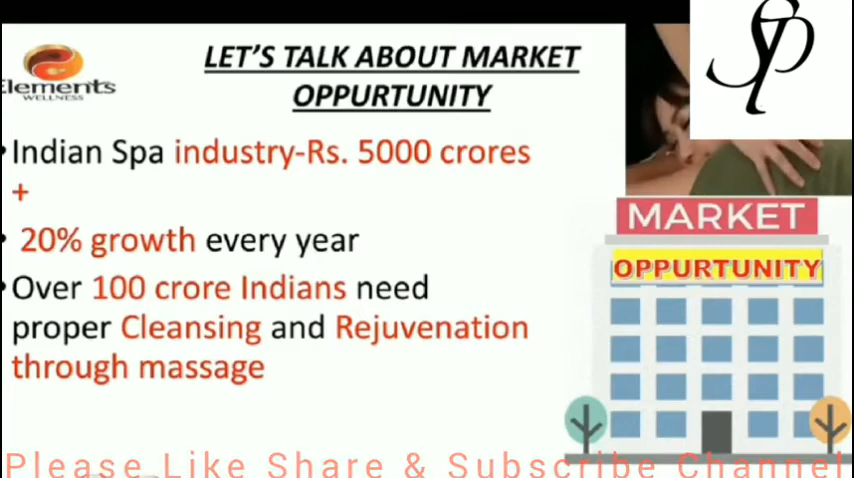 LET'S TALK ABOUT MARKET
OPPURTUNITY
Elements
WELLNESS
•Indian Spa industry-Rs. 5000 crores
+
• 20% growth every year
•Over 100 crore Indians need
proper Cleansing and Rejuvenation
through massage
MARKET
OPPURTUNITY
Please Like Share & Subscribe Channel